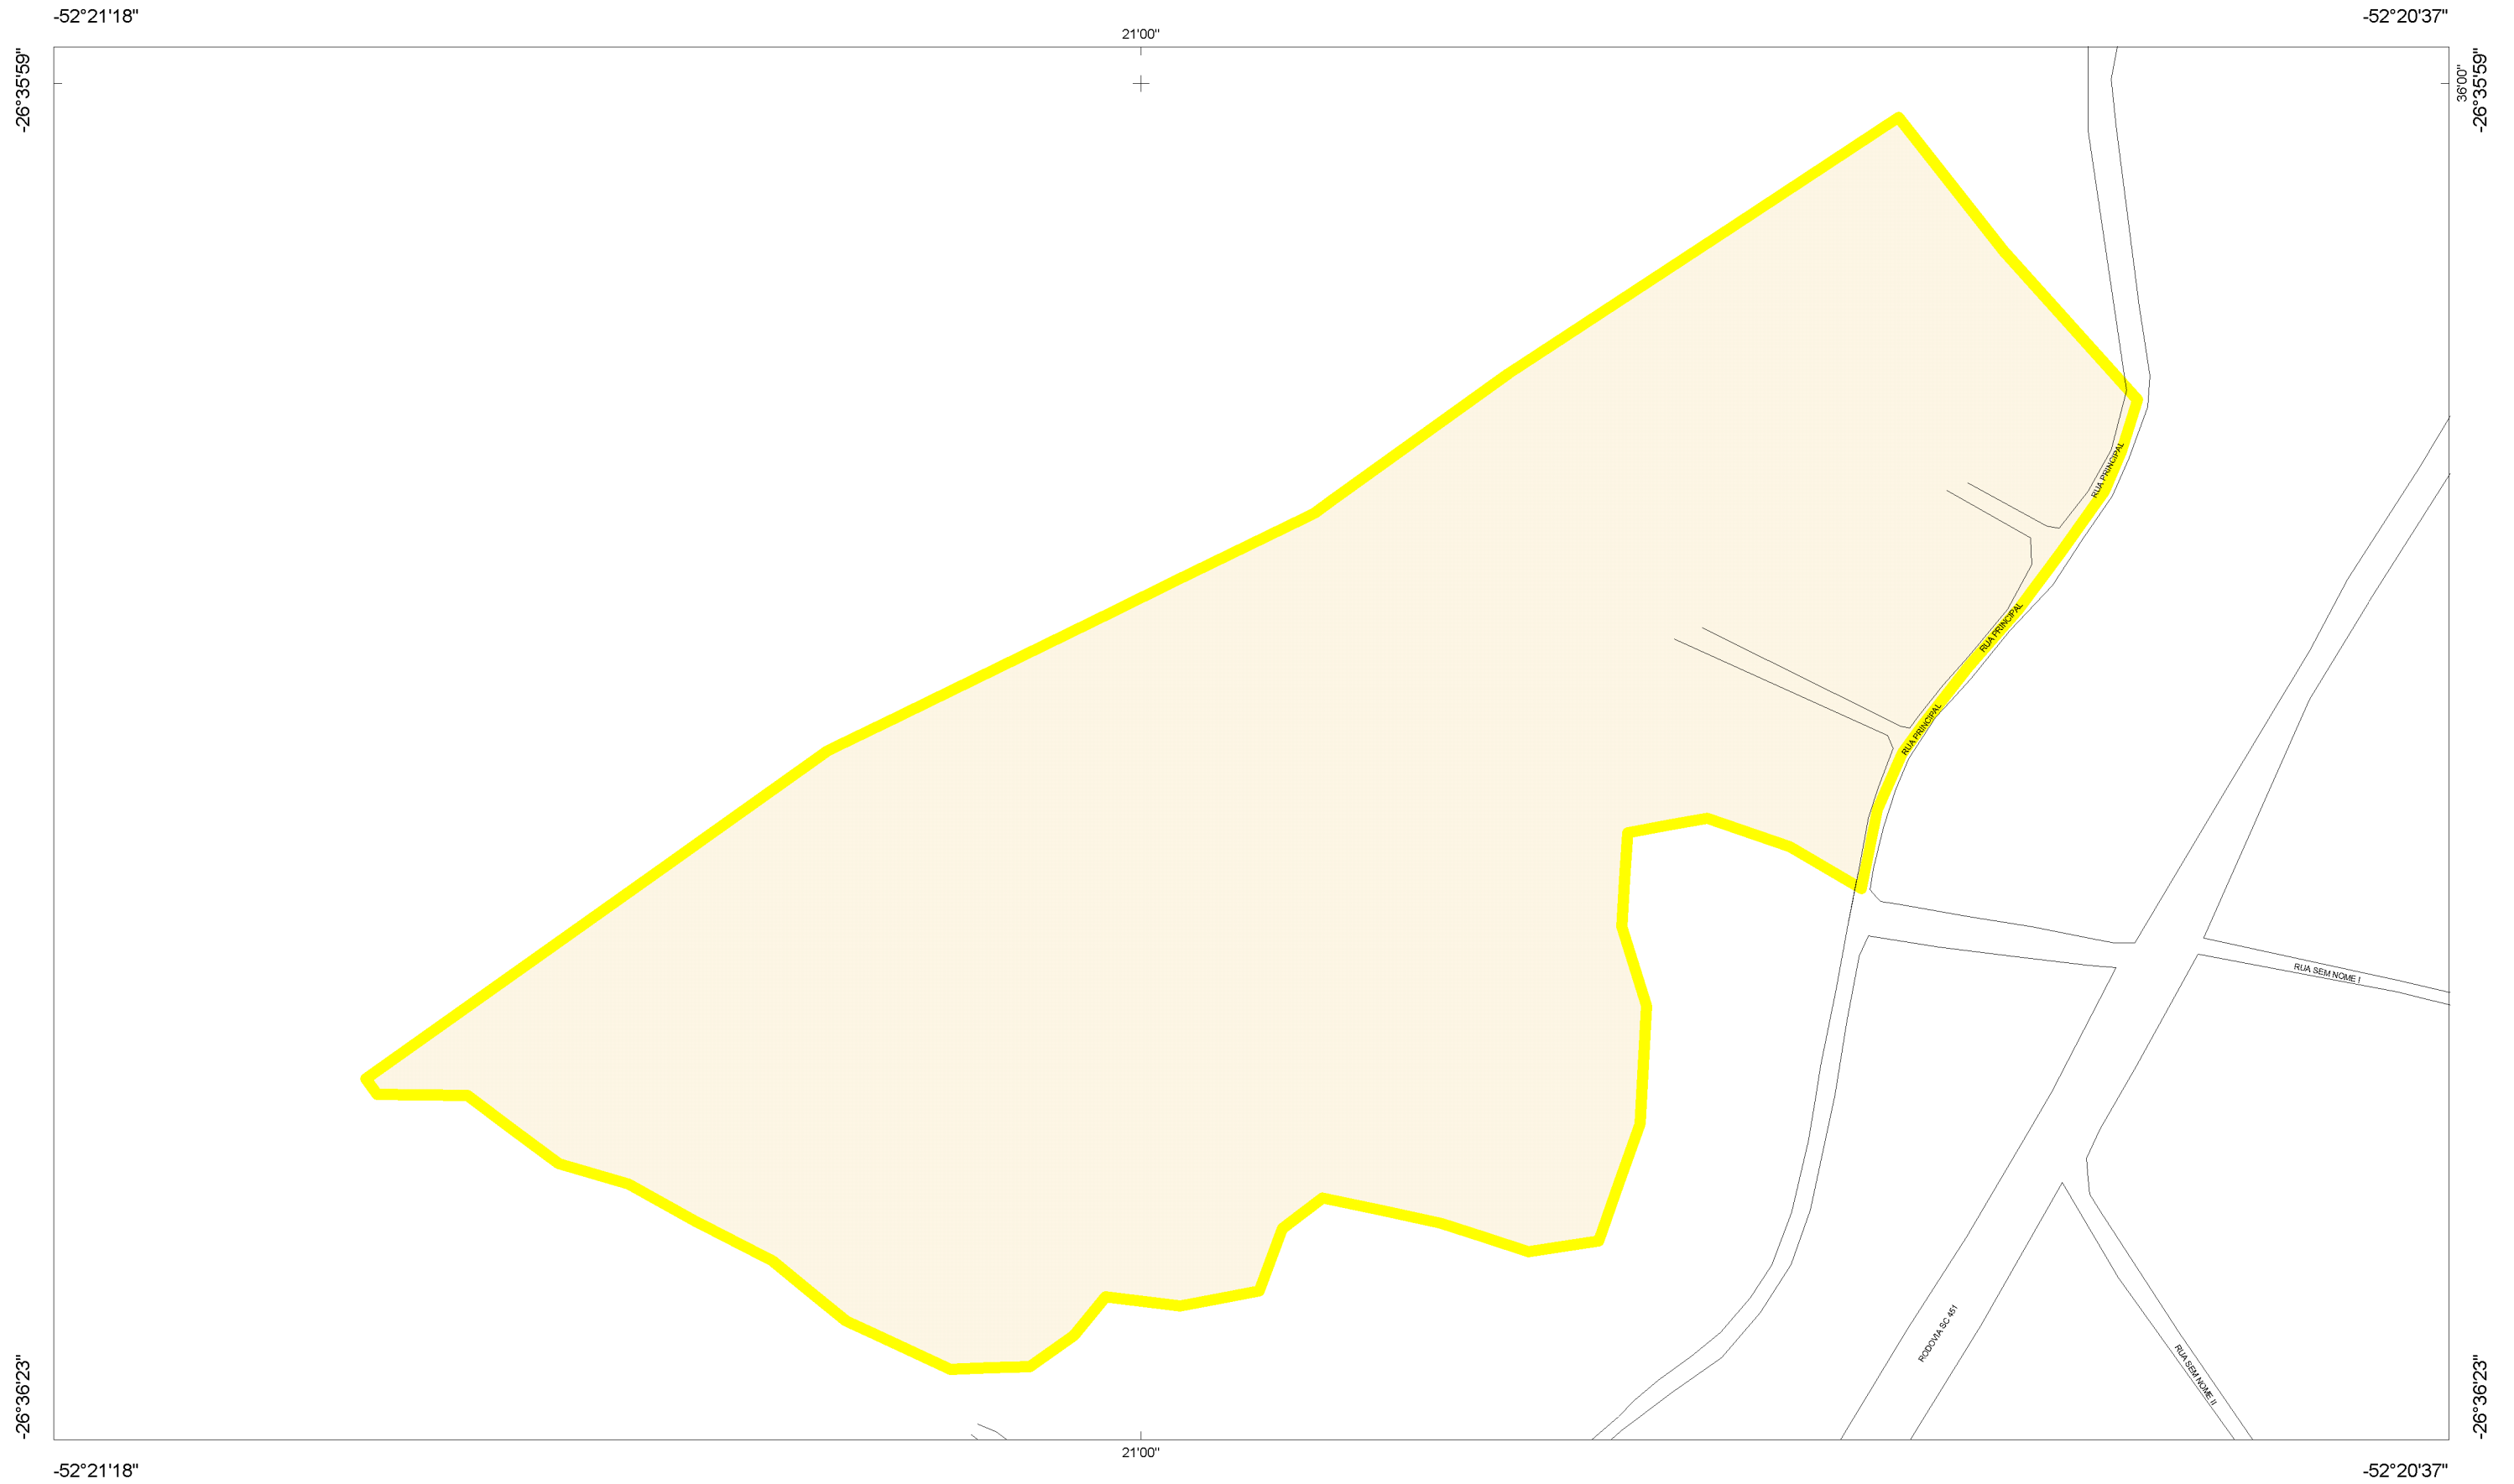 -52°21'18"
-52°20'37"
21'00"
-26°35'59"
36'00"
-26°35'59"
RUA PRINCIPAL
RUA PRINCIPAL
RUA PRINCIPAL
RUA SEM NOME I
RODOVIA SC 451
RUA SEM NOME II
-26°36'23"
-26°36'23"
21'00"
-52°21'18"
-52°20'37"